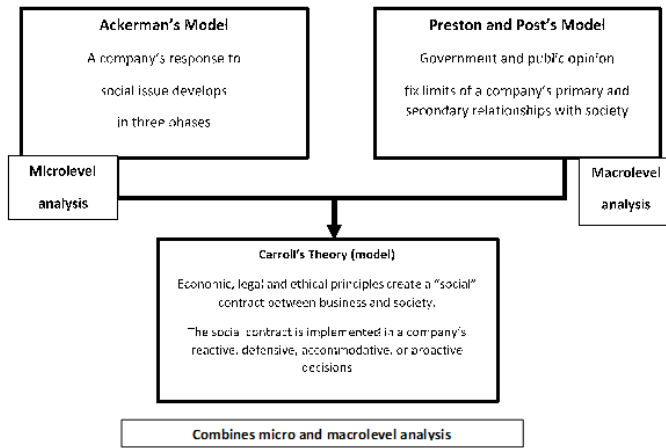 Ackerman's Model
A company's response to
social issue develops
in three phases
Preston and Post's Model
Government and public opinion
fix limits of a company's primary and
secondary relationships with society
Microlevel
analysis
Macrolevel
analysis
Carroll's Theory (model)
Economic, legal and ethical principles create a "social"
contract between business and society.
The social contract is implemented in a company's
reactive, defensive, accommodative, or proactive
decisions
Combines micro and macrolevel analysis